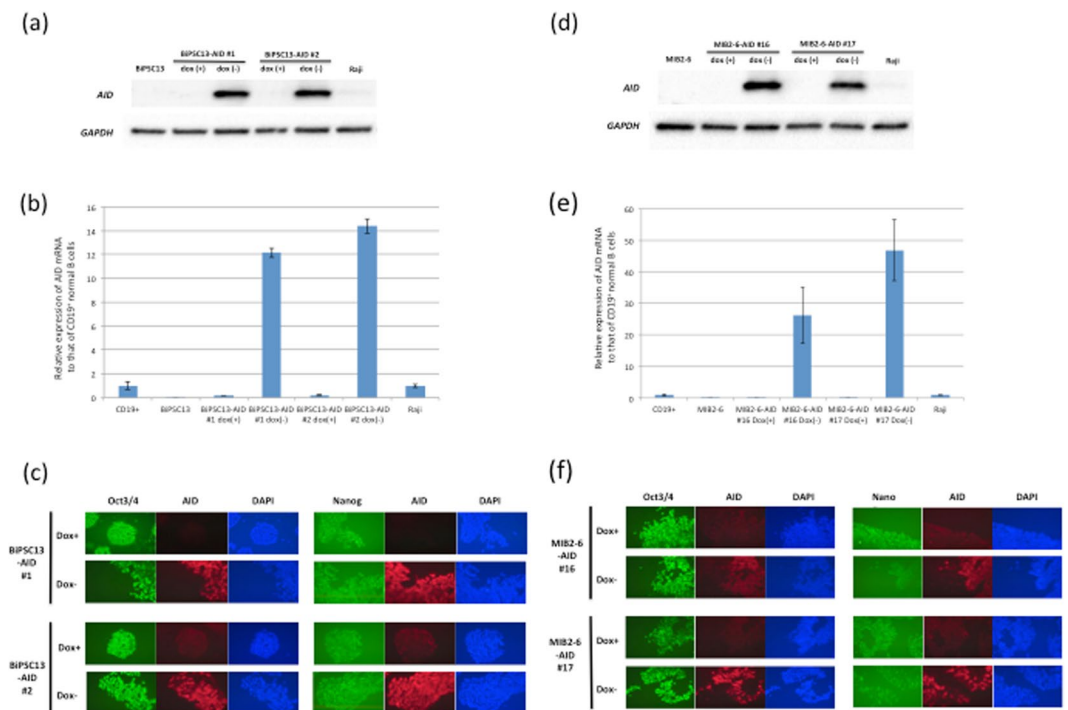 (a)
BiPSC13-AID #1 BiPSC13-AID #2
BiPSC13 dox (+) dox (-) dox (+) dox (-) Raji
AID
GAPDH
(b)
Relative expression of AID mRNA
to that of CD19+ normal B cells
16
14
12
10
8
6
4
2
0
CD19+ BiPSC13 BiPSC13-AID BiPSC13-AID BiPSC13-AID BiPSC13-AID Raji
#1 dox(+) #1 dox(-) #2 dox(+) #2 dox(-)
(c)
Oct3/4 AID DAPI Nanog AID DAPI
BiPSC13
-AID
#1
Dox+
Dox-
BiPSC13
-AID
#2
Dox+
Dox-
(d)
MIB2-6-AID #16 MIB2-6-AID #17
MIB2-6 dox (+) dox (-) dox (+) dox (-) Raji
AID
GAPDH
(e)
Relative expression of AID mRNA
to that of CD19+ normal B cells
60
50
40
30
20
10
0
CD19+ MIB2-6 MIB2-6-AID MIB2-6-AID MIB2-6-AID MIB2-6-AID Raji
#16 Dox(+) #16 Dox(-) #17 Dox(+) #17 Dox(-)
(f)
Oct3/4 AID DAPI Nano AID DAPI
MIB2-6
-AID
#16
Dox+
Dox-
MIB2-6
-AID
#17
Dox+
Dox-